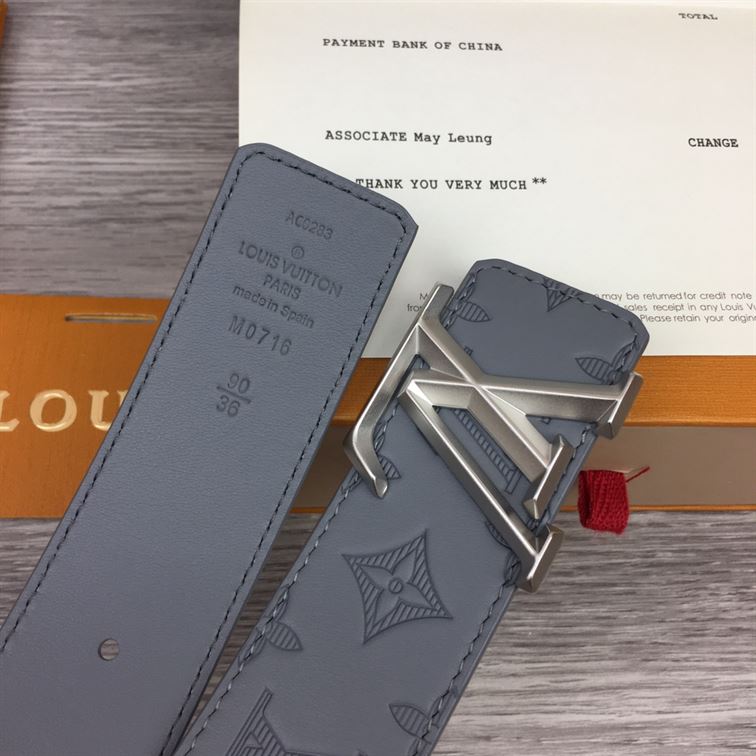 TOTAL
PAYMENT BANK OF CHINA
ASSOCIATE May Leung
CHANGE
THANK YOU VERY MUCH **
may be returned for credit note
sales receipt in any Louis Vu
Please retain your origin
AC0283
LOUIS VUITTON
PARIS
made in Spain
M0716
90
36
LOU